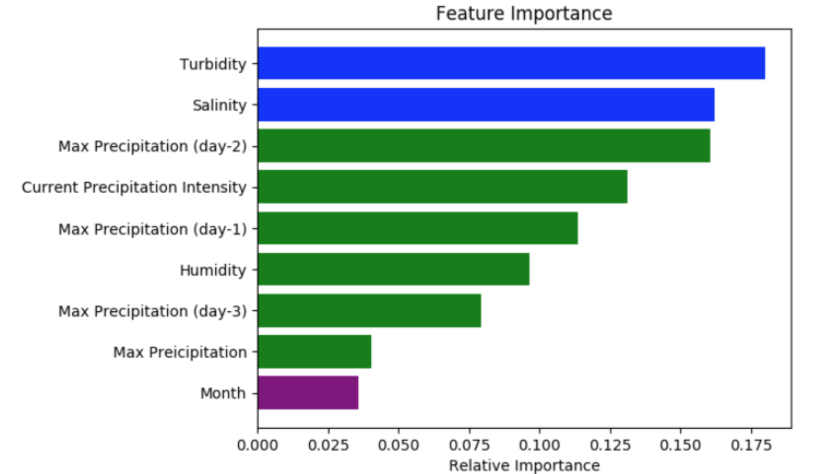 Feature Importance
Turbidity
Salinity
Max Precipitation (day-2)
Current Precipitation Intensity
Max Precipitation (day-1)
Humidity
Max Precipitation (day-3)
Max Preicipitation
Month
0.000 0.025 0.050 0.075 0.100 0.125 0.150 0.175
Relative Importance